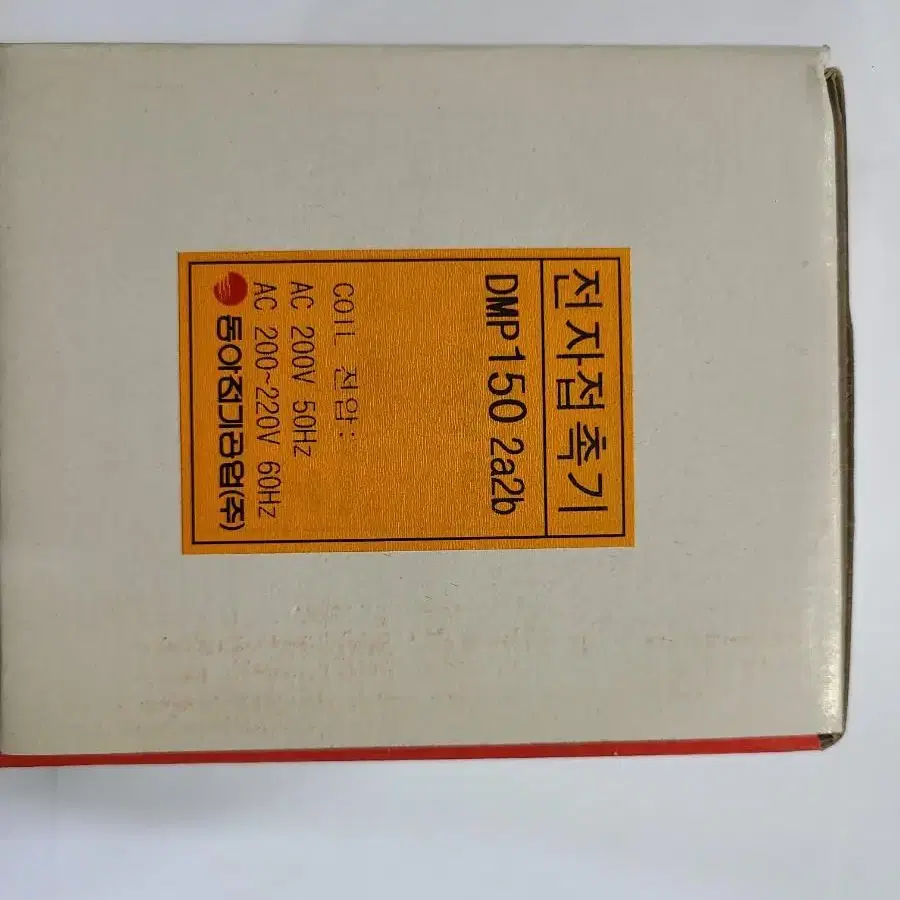 전자접촉기
DMP150 2a2b
COIL 전압:
AC 200V 50Hz
AC 200~220V 60Hz
동아전기공업(주)